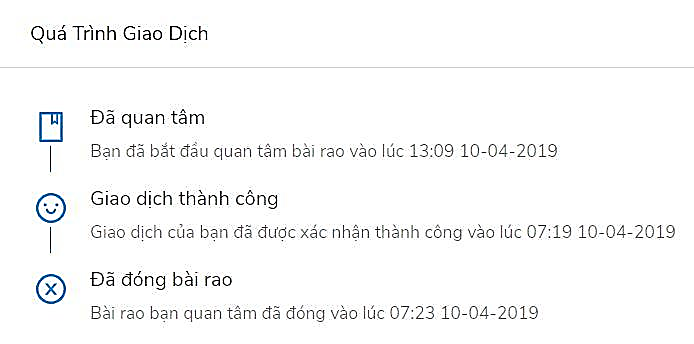 Quá Trình Giao Dịch
Đã quan tâm
Bạn đã bắt đầu quan tâm bài rao vào lúc 13:09 10-04-2019
Giao dịch thành công
Giao dịch của bạn đã được xác nhận thành công vào lúc 07:19 10-04-2019
Đã đóng bài rao
Bài rao bạn quan tâm đã đóng vào lúc 07:23 10-04-2019